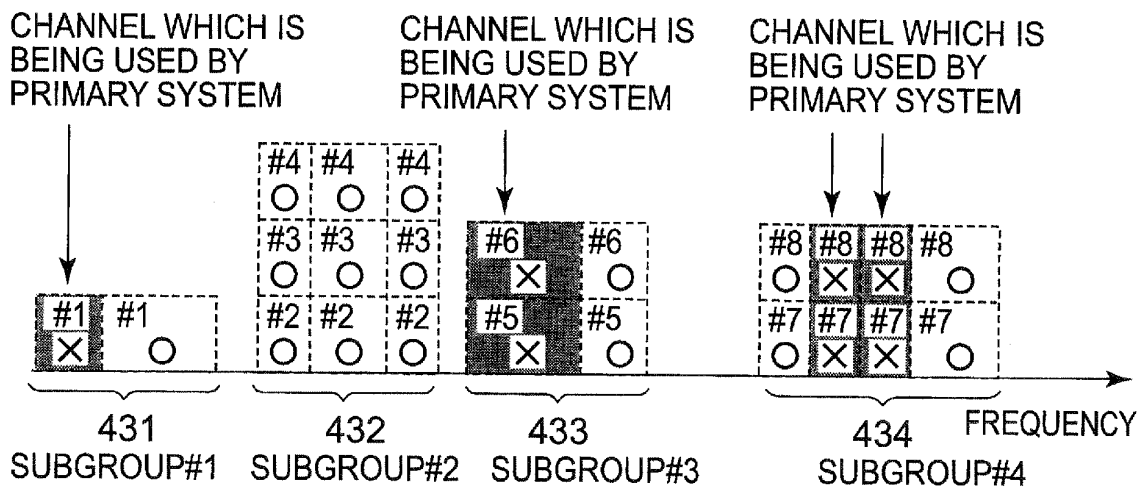 CHANNEL WHICH IS
BEING USED BY
PRIMARY SYSTEM
CHANNEL WHICH IS
BEING USED BY
PRIMARY SYSTEM
CHANNEL WHICH IS
BEING USED BY
PRIMARY SYSTEM
#4 #4 #4
#3 #3 #3 #6 #6 #8 #8 #8 #8
#1 #1 #2 #2 #2 #5 #5 #7 #7 #7 #7
431 432 433 434 FREQUENCY
SUBGROUP#1 SUBGROUP#2 SUBGROUP#3 SUBGROUP#4